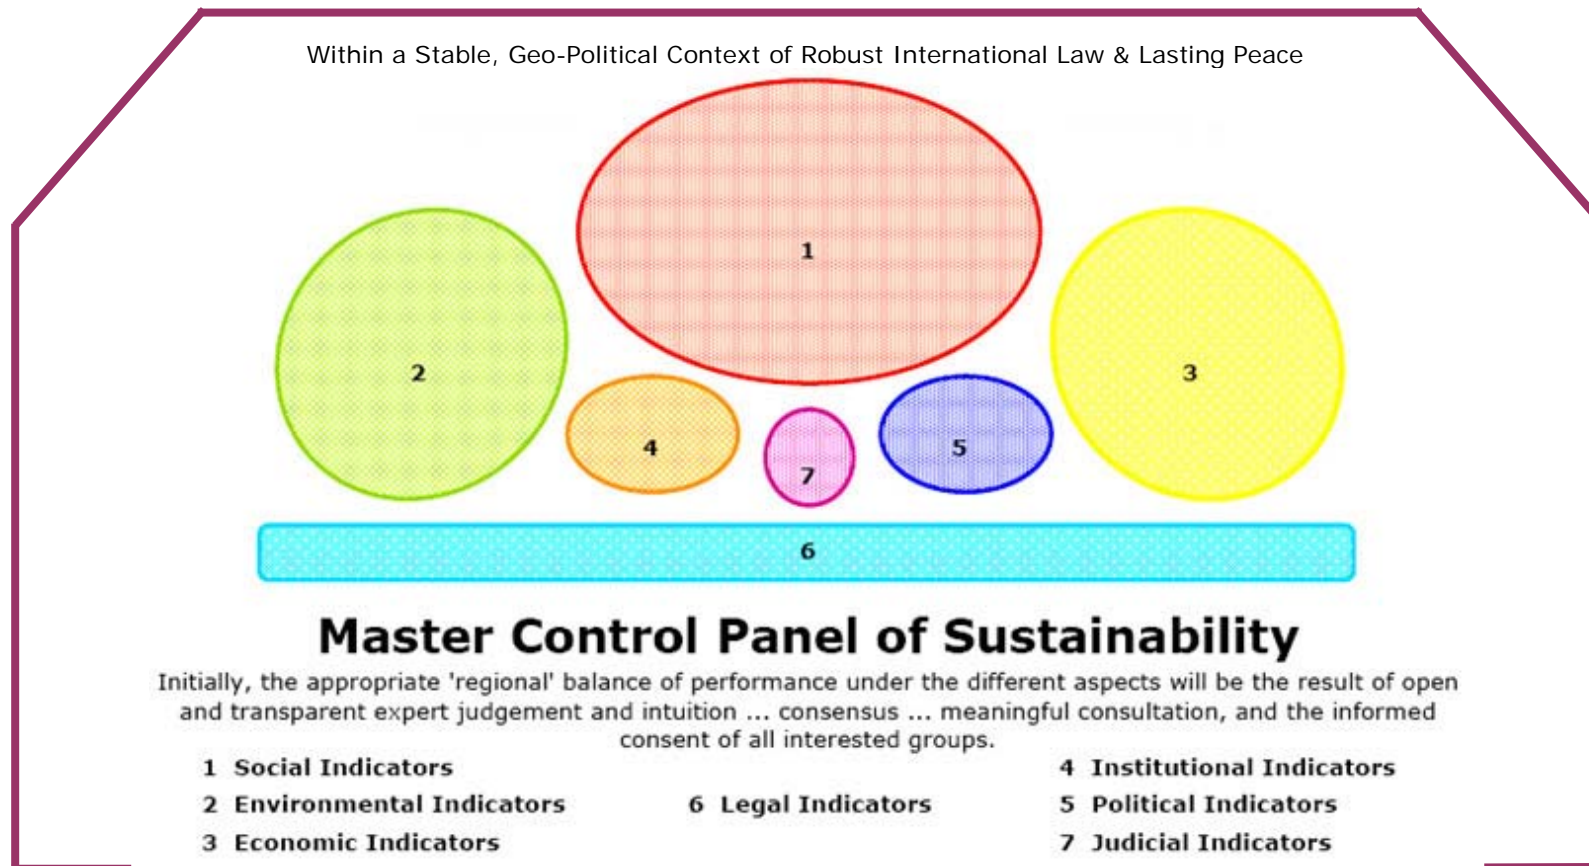 Within a Stable, Geo-Political Context of Robust International Law & Lasting Peace
1
2
3
4
5
7
6
Master Control Panel of Sustainability
Initially, the appropriate 'regional' balance of performance under the different aspects will be the result of open
and transparent expert judgement and intuition ... consensus ... meaningful consultation, and the informed
consent of all interested groups.
1 Social Indicators
2 Environmental Indicators
3 Economic Indicators
6 Legal Indicators
4 Institutional Indicators
5 Political Indicators
7 Judicial Indicators